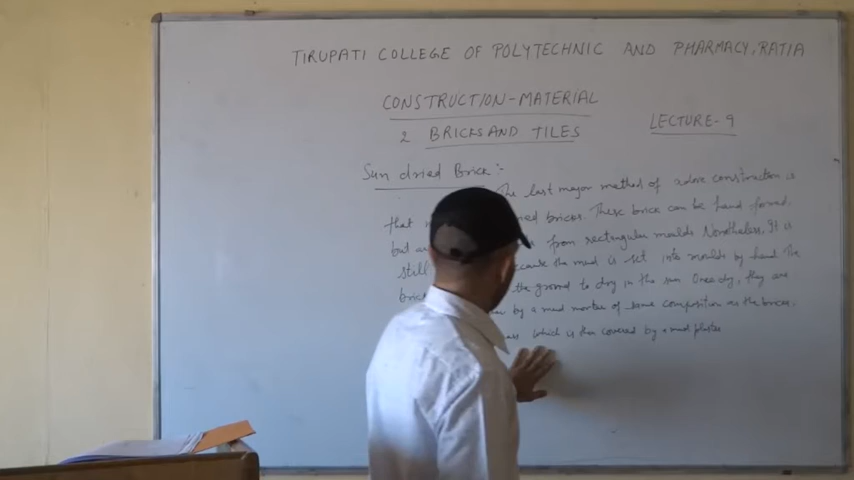 TIRUPATI COLLEGE OF POLYTECHNIC AND PHARMACY, RATIA
CONSTRUCTION-MATERIAL
2 BRICKS AND TILES
LECTURE-9
Sun dried Brick :-
The last major method of adobe construction is
that bricks. These brick can be hand formed.
but from rectangular moulds Nonetheless, It is
still because the mud is set into moulds by hand The
the ground to dry in the sun Once dry, they are
by a mud mortar of same composition as the bricks.
which is then covered by a mud plaster